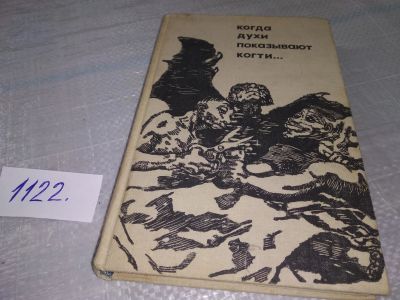 когда
духи
показывают
когти...
1122.